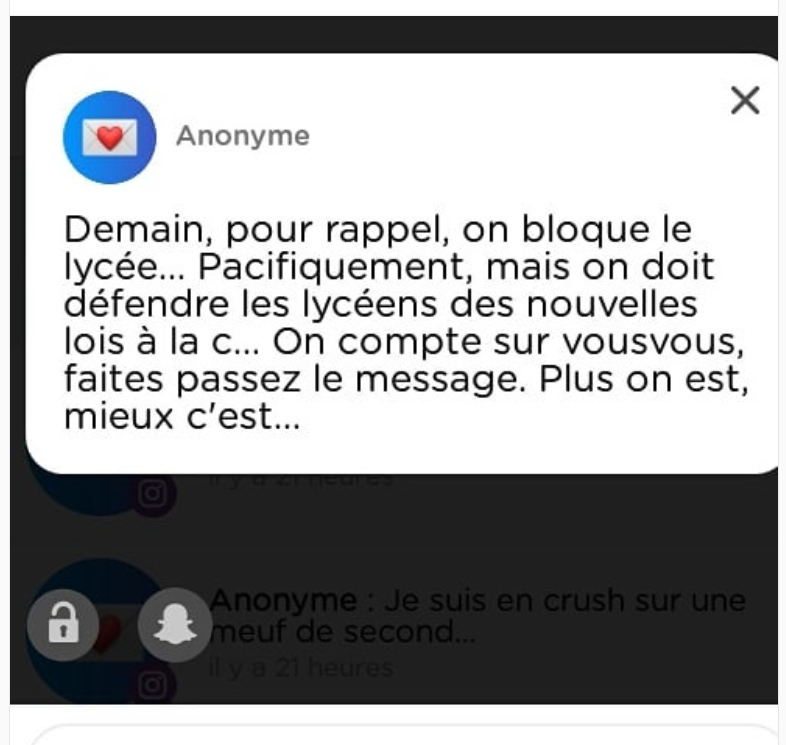 Anonyme
Demain, pour rappel, on bloque le
lycée... Pacifiquement, mais on doit
défendre les lycéens des nouvelles
lois à la c... On compte sur vousvous,
faites passez le message. Plus on est,
mieux c'est...
il y a 21 heures
Anonyme : Je suis en crush sur une
meuf de second...
il y a 21 heures